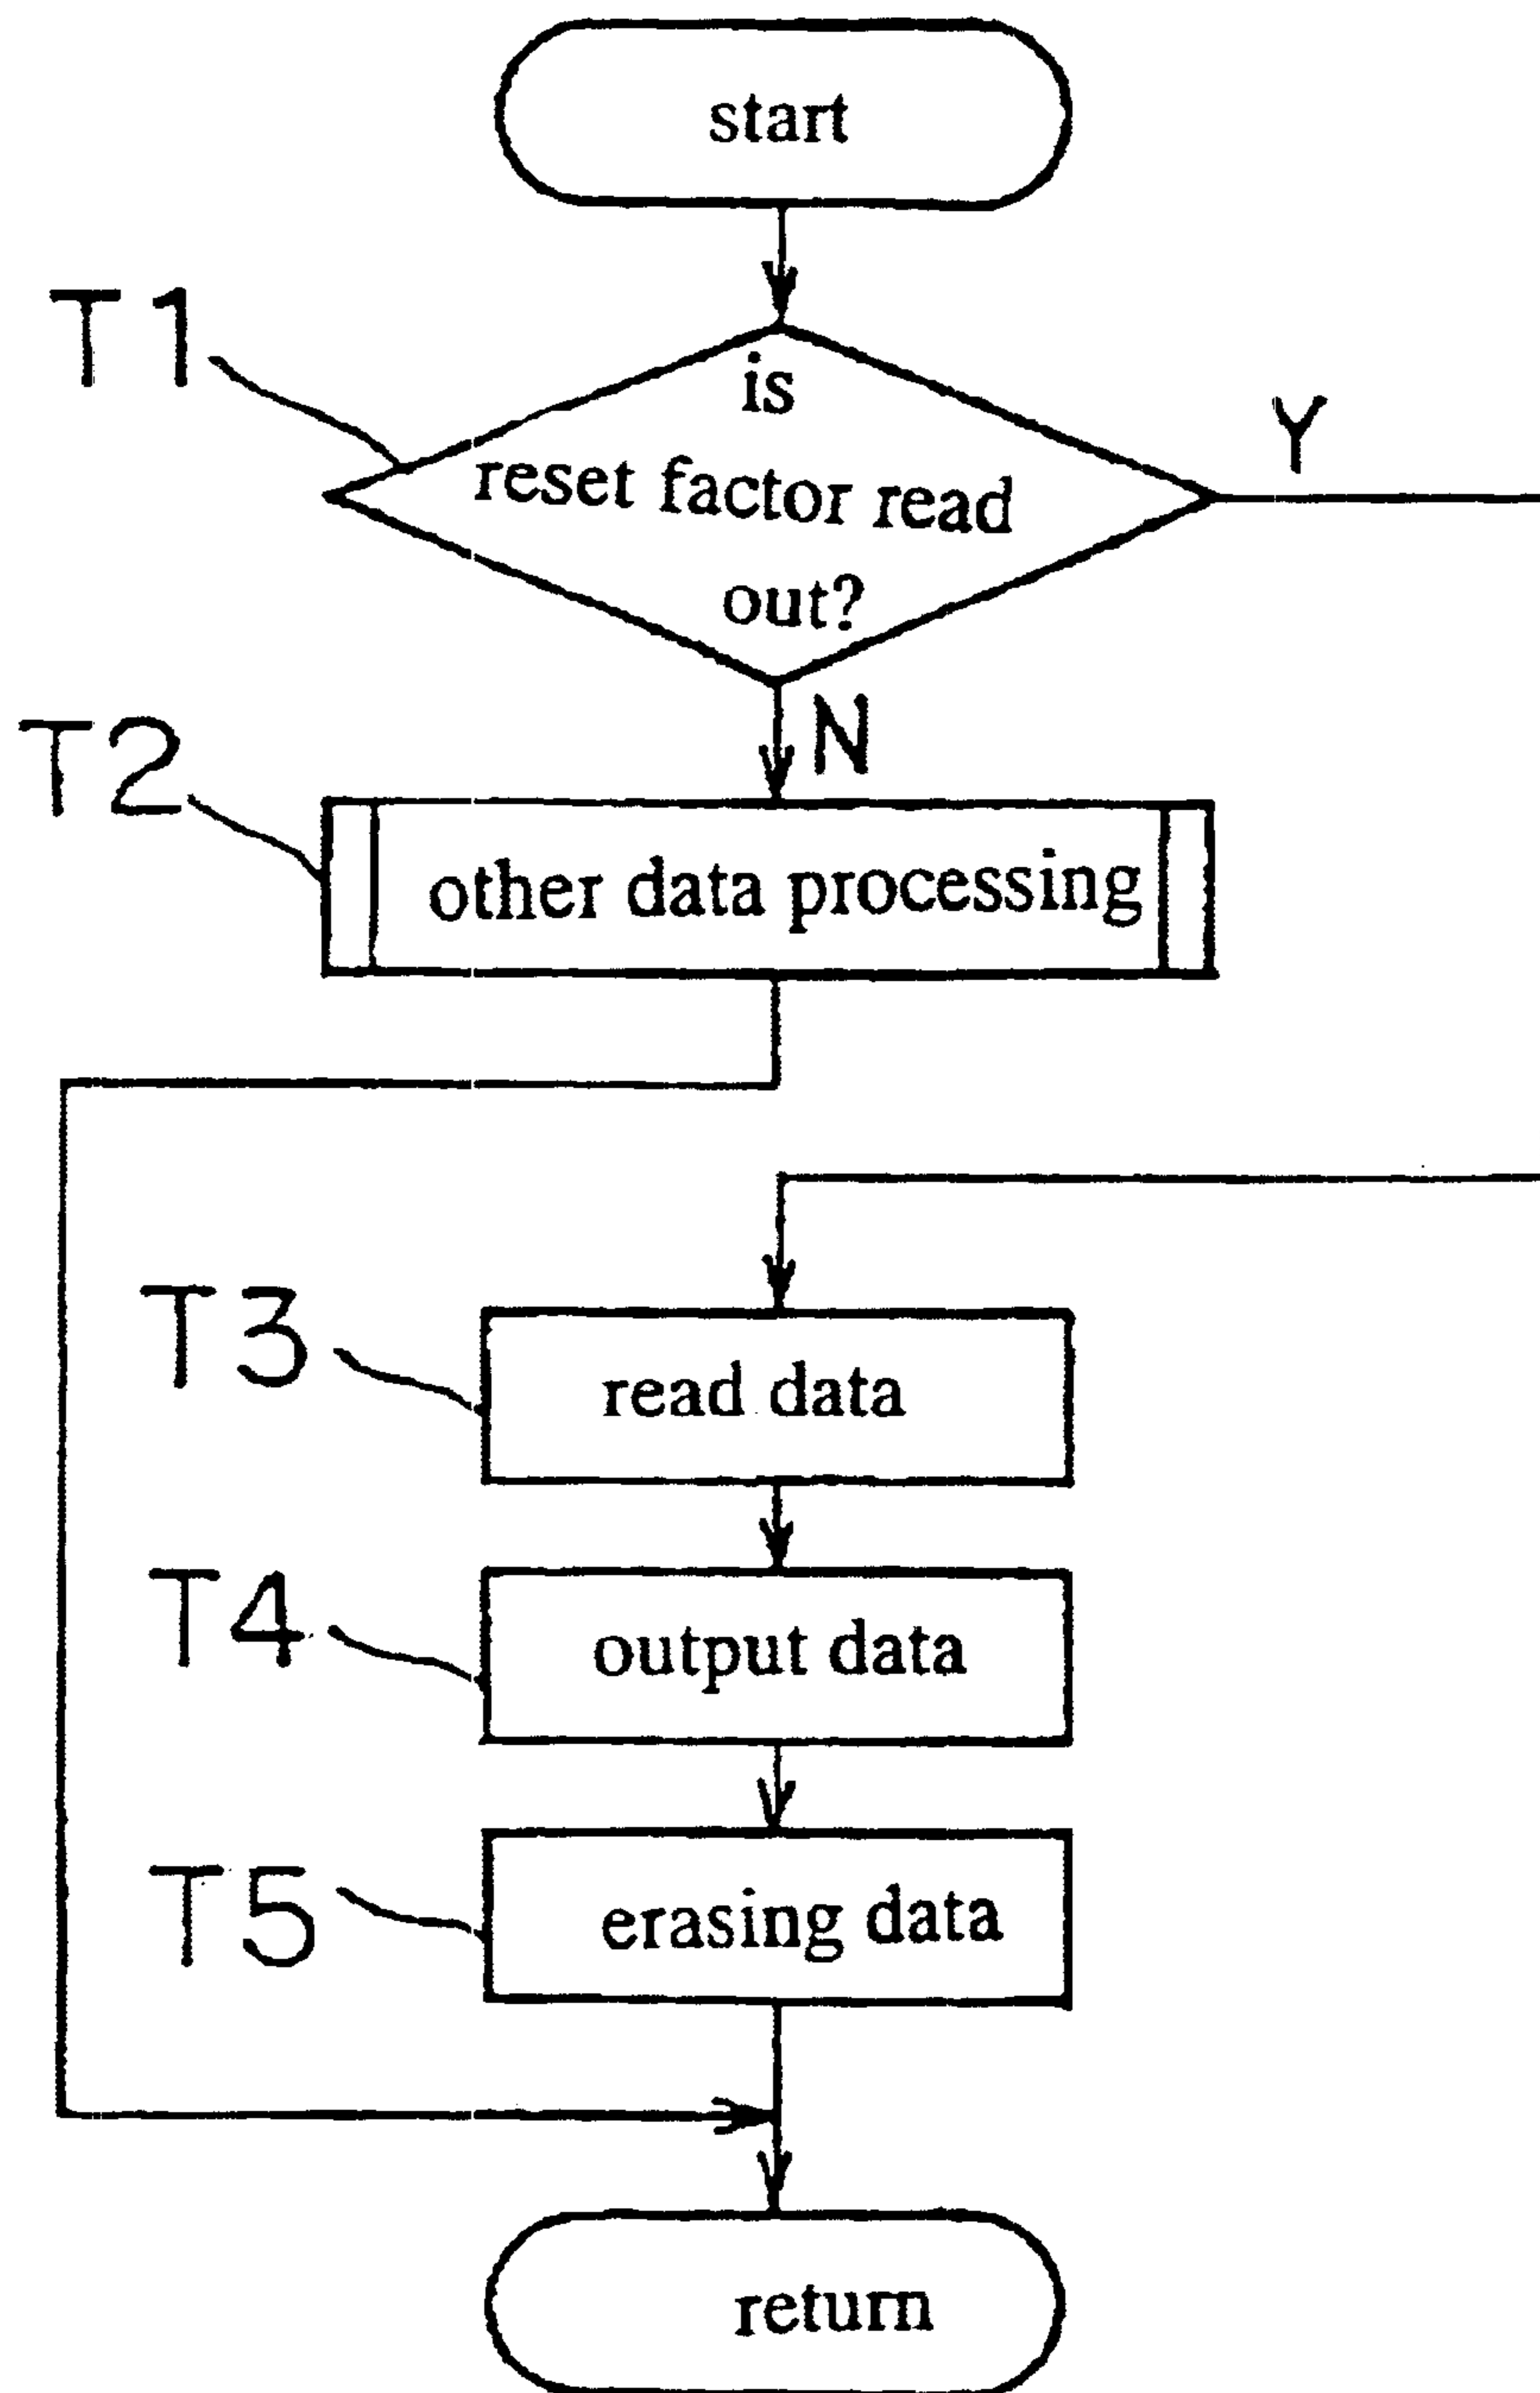 start
T1
is
reset factor read
out?
Y
N
T2
other data processing
T3
read data
T4
output data
T5
erasing data
return